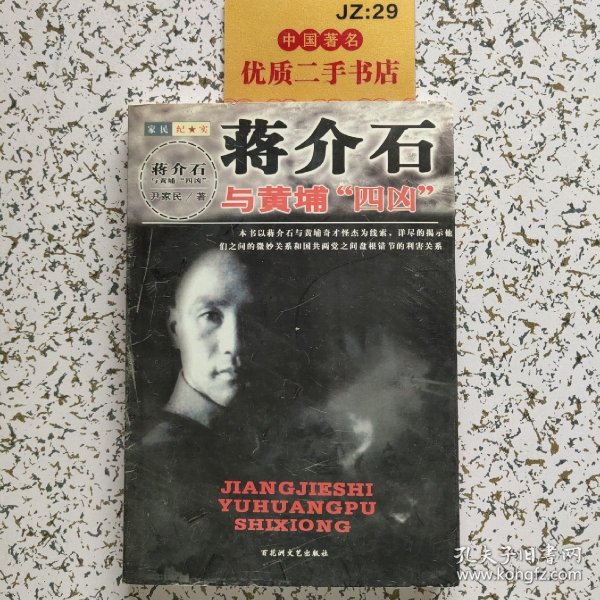 JZ:29
中国著名
优质二手书店
家民纪★实
蒋介石
与黄埔“四凶”
尹家民／著
蒋介石
与黄埔“四凶”
本书以蒋介石与黄埔奇才怪杰为线索、详尽的揭示他
们之间的微妙关系和国共两党之间盘根错节的利害关系
JIANGJIESHI
YUHUANGPU
SHIXIONG
百花洲文艺出版社
孔夫子旧书网
www.kongfz.com